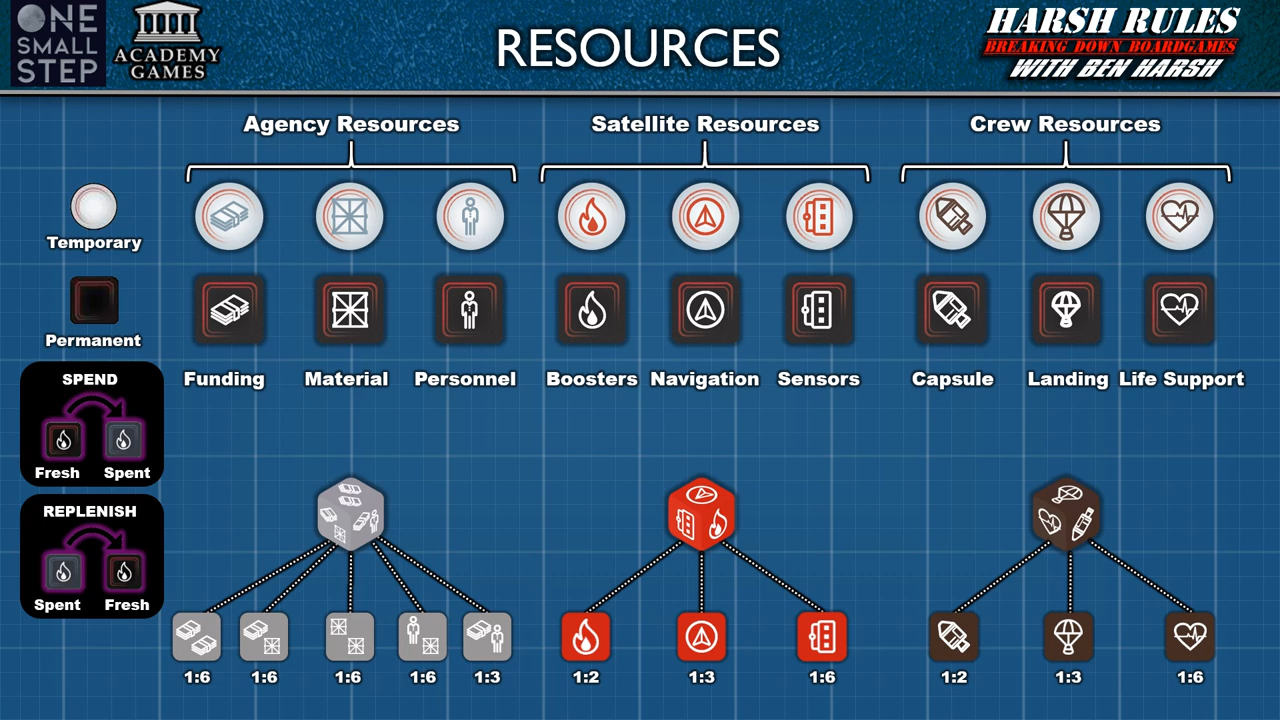 ONE
SMALL
STEP
ACADEMY
GAMES
RESOURCES
HARSH RULES
BREAKING DOWN BOARDGAMES
WITH BEN HARSH
Agency Resources
Satellite Resources
Crew Resources
Temporary
Permanent
Funding
Material
Personnel
Boosters
Navigation
Sensors
Capsule
Landing
Life Support
SPEND
Fresh
Spent
REPLENISH
Spent
Fresh
1:6
1:6
1:6
1:6
1:3
1:2
1:3
1:6
1:2
1:3
1:6